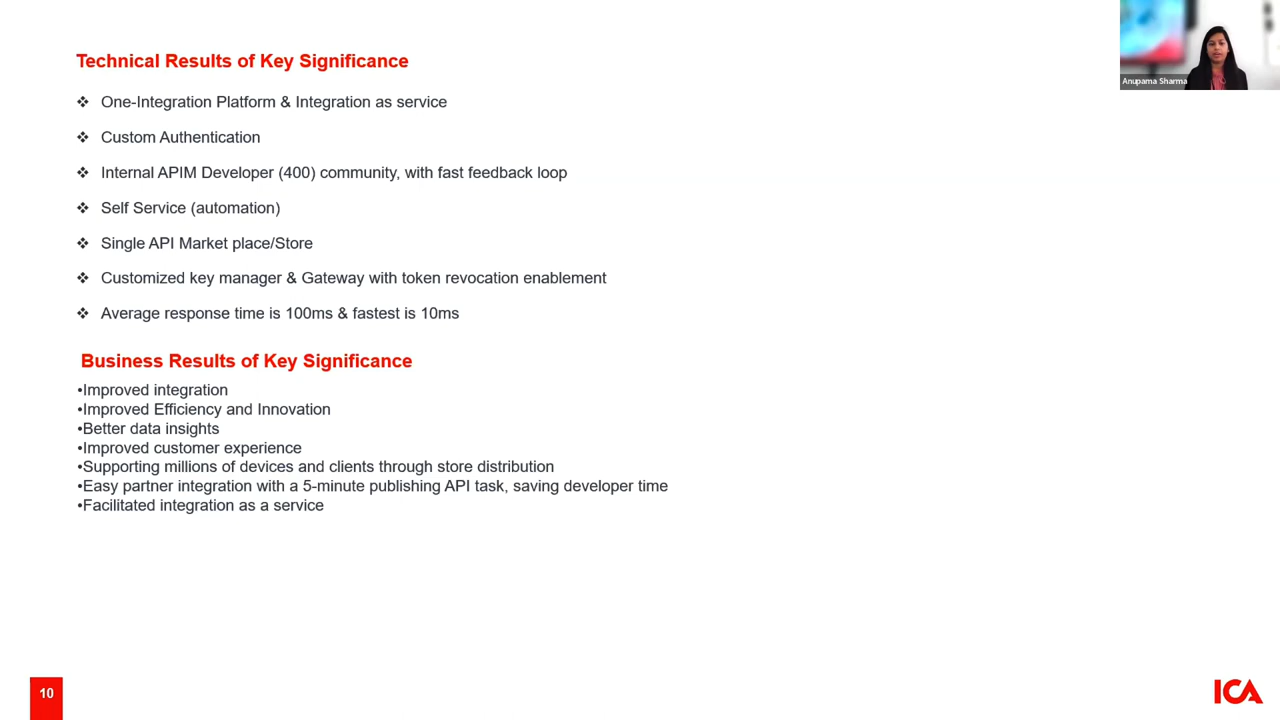 Technical Results of Key Significance
Anupama Sharma
❖ One-Integration Platform & Integration as service
❖ Custom Authentication
❖ Internal APIM Developer (400) community, with fast feedback loop
❖ Self Service (automation)
❖ Single API Market place/Store
❖ Customized key manager & Gateway with token revocation enablement
❖ Average response time is 100ms & fastest is 10ms
Business Results of Key Significance
•Improved integration
•Improved Efficiency and Innovation
•Better data insights
•Improved customer experience
•Supporting millions of devices and clients through store distribution
•Easy partner integration with a 5-minute publishing API task, saving developer time
•Facilitated integration as a service
10
ICA